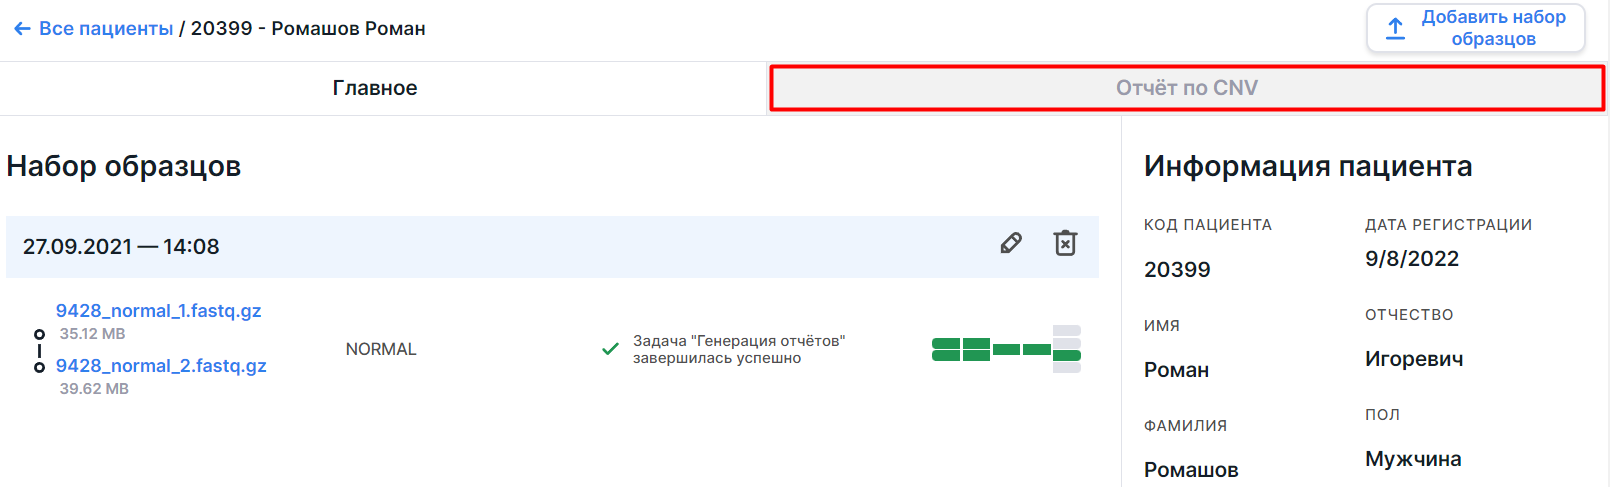 Все пациенты / 20399 - Ромашов Роман
Добавить набор
образцов
Главное
Отчёт по CNV
Набор образцов
27.09.2021 — 14:08
9428_normal_1.fastq.gz
35.12 MB
9428_normal_2.fastq.gz
39.62 MB
NORMAL
Задача "Генерация отчётов"
завершилась успешно
Информация пациента
КОД ПАЦИЕНТА
20399
ДАТА РЕГИСТРАЦИИ
9/8/2022
ИМЯ
Роман
ОТЧЕСТВО
Игоревич
ФАМИЛИЯ
Ромашов
ПОЛ
Мужчина